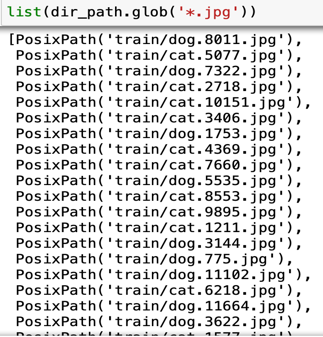 list(dir_path.glob('*.jpg'))
[PosixPath('train/dog.8011.jpg'),
PosixPath('train/cat.5077.jpg'),
PosixPath('train/dog.7322.jpg'),
PosixPath('train/cat.2718.jpg'),
PosixPath('train/cat.10151.jpg'),
PosixPath('train/cat.3406.jpg'),
PosixPath('train/dog.1753.jpg'),
PosixPath('train/cat.4369.jpg'),
PosixPath('train/cat.7660.jpg'),
PosixPath('train/dog.5535.jpg'),
PosixPath('train/cat.8553.jpg'),
PosixPath('train/cat.9895.jpg'),
PosixPath('train/cat.1211.jpg'),
PosixPath('train/dog.3144.jpg'),
PosixPath('train/dog.775.jpg'),
PosixPath('train/dog.11102.jpg'),
PosixPath('train/cat.6218.jpg'),
PosixPath('train/dog.11664.jpg'),
PosixPath('train/dog.3622.jpg'),